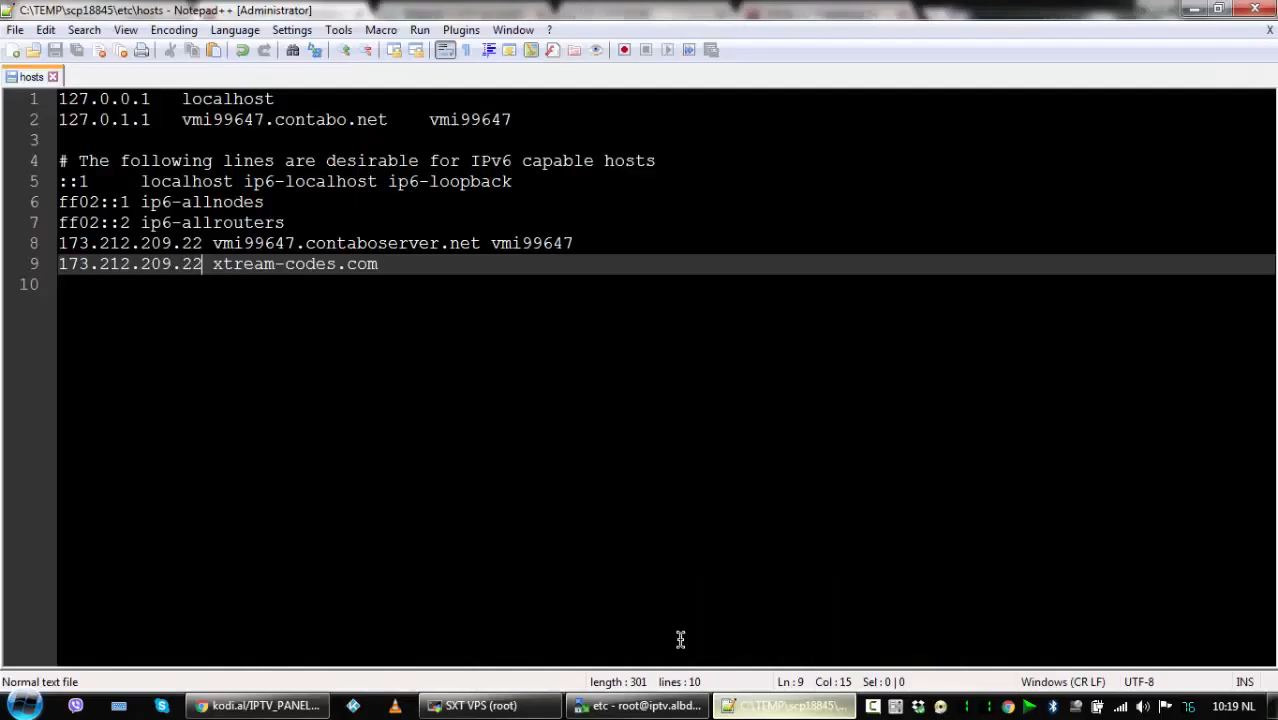 C:\TEMP\scp18845\etc\hosts - Notepad++ [Administrator]
File Edit Search View Encoding Language Settings Tools Macro Run Plugins Window ? X
hosts
1 127.0.0.1 localhost
2 127.0.1.1 vmi99647.contabo.net vmi99647
3
4 # The following lines are desirable for IPv6 capable hosts
5 ::1 localhost ip6-localhost ip6-loopback
6 ff02::1 ip6-allnodes
7 ff02::2 ip6-allrouters
8 173.212.209.22 vmi99647.contaboserver.net vmi99647
9 173.212.209.22 xtream-codes.com
10
Normal text file length : 301 lines : 10 Ln : 9 Col : 15 Sel : 0 | 0 Windows (CR LF) UTF-8 INS
kodi.al/IPTV_PANEL... SXT VPS (root) etc - root@iptv.albd... C:\TEMP\scp18845\... 76 10:19 NL